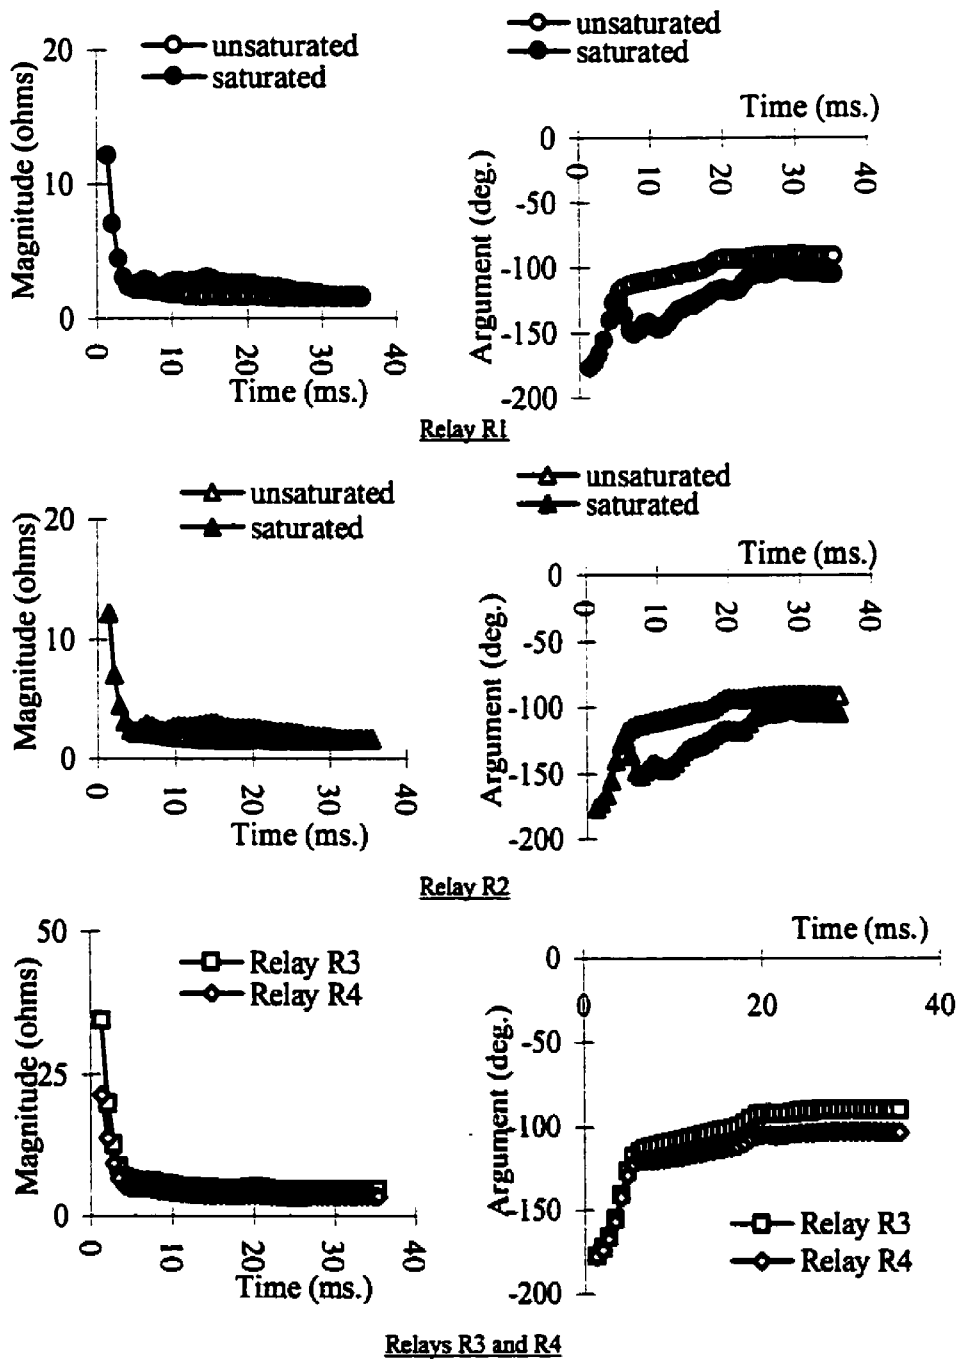 unsaturated
saturated
Magnitude (ohms)
20
10
0
0 10 20 30 40
Time (ms.)
unsaturated
saturated
Time (ms.)
Argument (deg.)
0
-50
-100
-150
-200
0 10 20 30 40
Relay R1
unsaturated
saturated
Magnitude (ohms)
20
10
0
0 10 20 30 40
Time (ms.)
unsaturated
saturated
Time (ms.)
Argument (deg.)
0
-50
-100
-150
-200
0 10 20 30 40
Relay R2
Relay R3
Relay R4
Magnitude (ohms)
50
25
0
0 10 20 30 40
Time (ms.)
Time (ms.)
Argument (deg.)
0
-50
-100
-150
-200
0 20 40
Relay R3
Relay R4
Relays R3 and R4